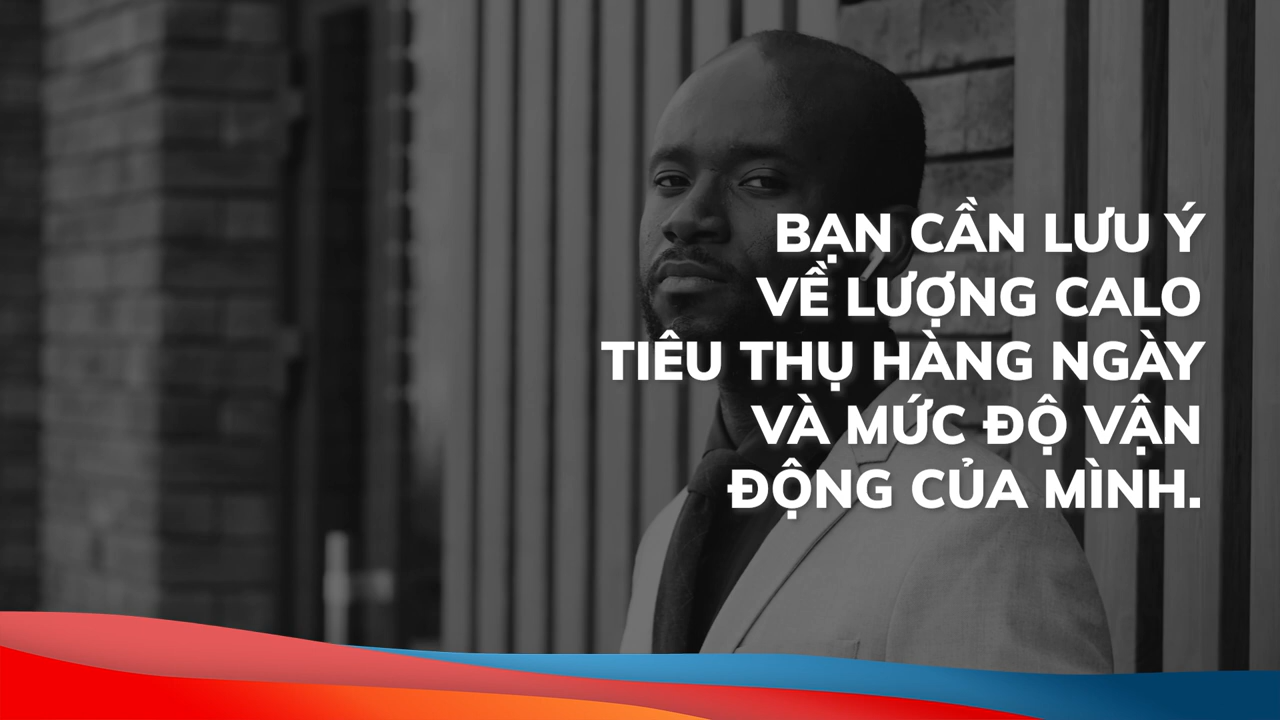 BẠN CẦN LƯU Ý
VỀ LƯỢNG CALO
TIÊU THỤ HÀNG NGÀY
VÀ MỨC ĐỘ VẬN
ĐỘNG CỦA MÌNH.